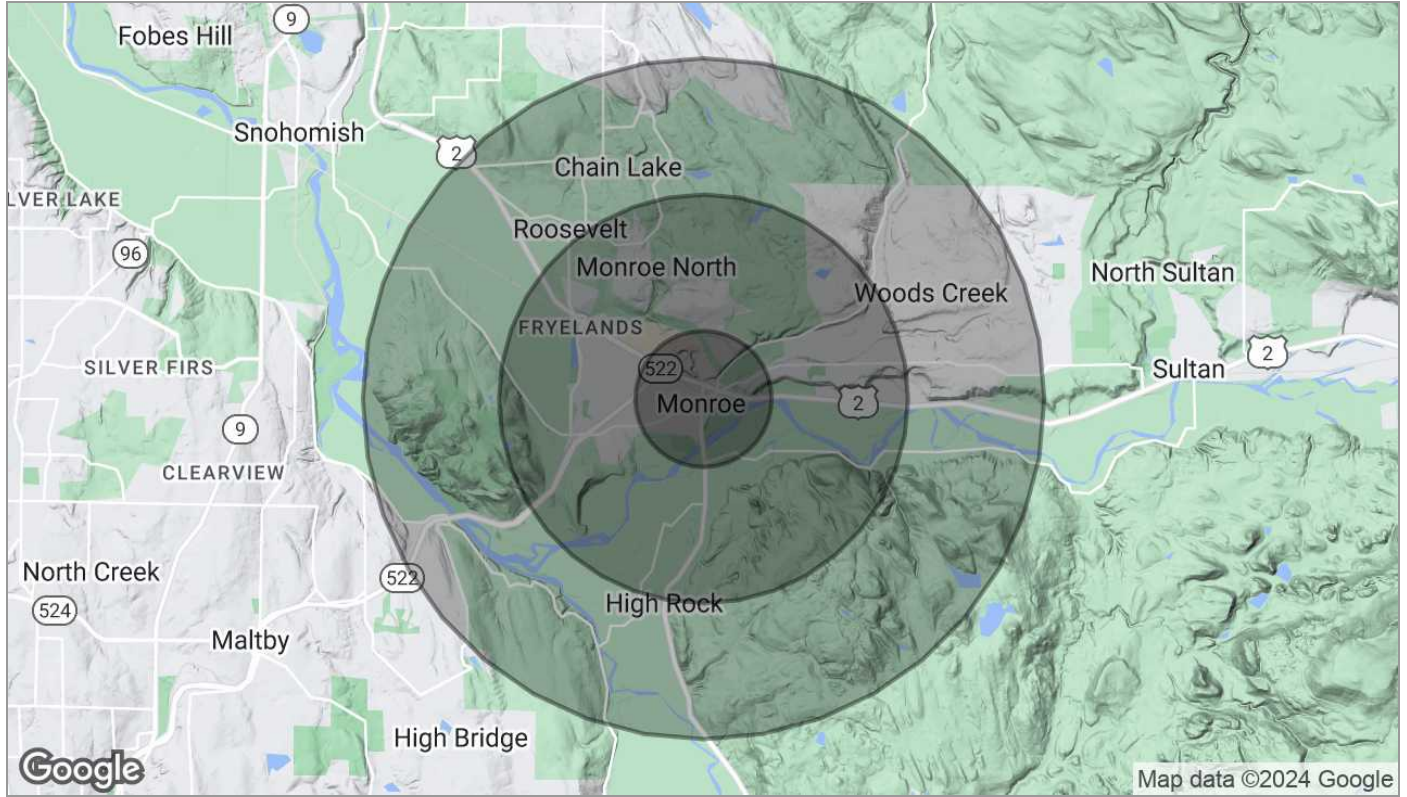 9
Fobes Hill
Snohomish
2
Chain Lake
LVER LAKE
Roosevelt
96
Monroe North
North Sultan
Woods Creek
FRYELANDS
2
SILVER FIRS
522
Sultan
Monroe
2
9
CLEARVIEW
North Creek
522
524
High Rock
Maltby
High Bridge
Google
Map data ©2024 Google